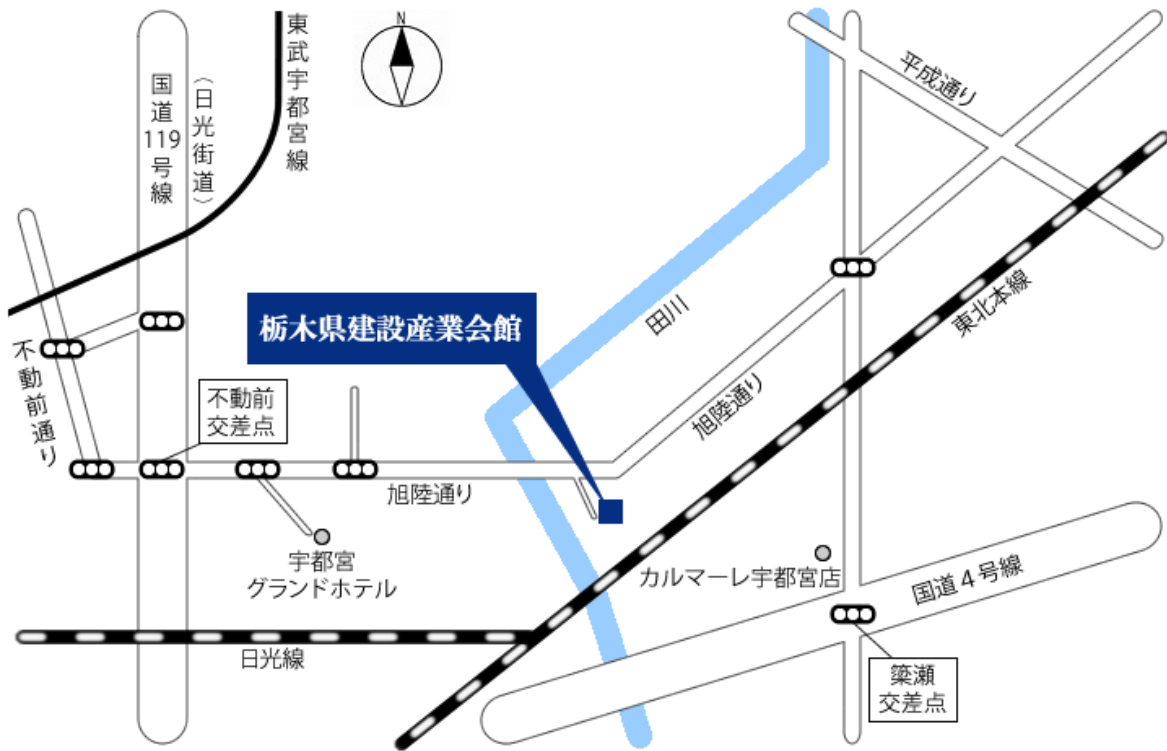 N
東武宇都宮線
国道119号線
(日光街道)
平成通り
田川
東北本線
栃木県建設産業会館
不動前通り
不動前
交差点
旭陸通り
旭陸通り
宇都宮
グランドホテル
カルマーレ宇都宮店
国道4号線
日光線
簗瀬
交差点